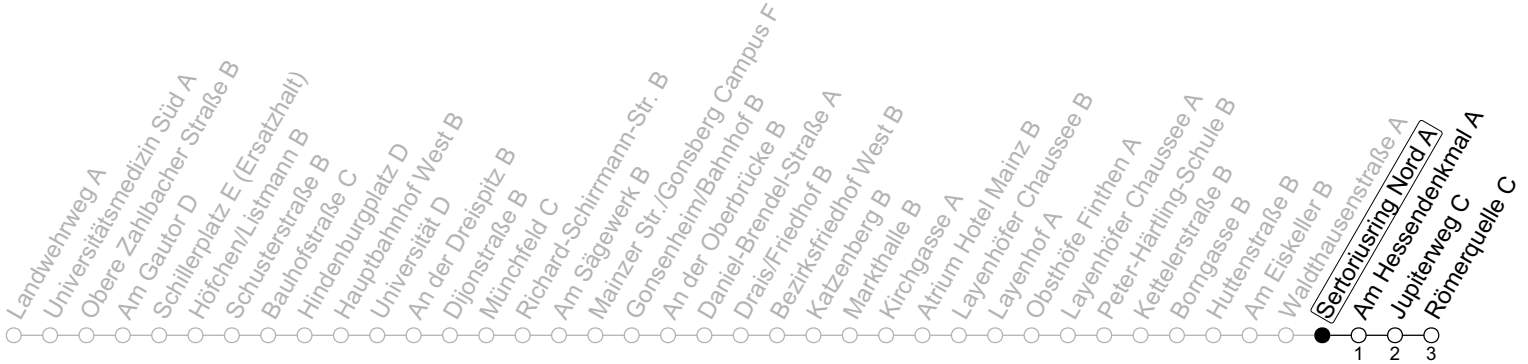 Landwehrweg A
Universitätsmedizin Süd A
Obere Zahlbacher Straße B
Am Gautor D
Schillerplatz E (Ersatzhalt)
Höfchen/Listmann B
Schusterstraße B
Bauhofstraße C
Hindenburgplatz D
Hauptbahnhof West B
Universität D
An der Dreispitz B
Dijonstraße B
Münchfeld C
Richard-Schirrmann-Str. B
Am Sägewerk B
Mainzer Str./Gonsberg Campus F
Gonsenheim/Bahnhof B
An der Oberbrücke B
Daniel-Brendel-Straße A
Drais/Friedhof B
Bezirksfriedhof West B
Katzenberg B
Markthalle B
Kirchgasse A
Atrium Hotel Mainz B
Layenhöfer Chaussee B
Layenhof A
Obsthöfe Finthen A
Layenhöfer Chaussee A
Peter-Härtling-Schule B
Kettelerstraße B
Borngasse B
Huttenstraße B
Am Eiskeller B
Waldthausenstraße A
Sertoriusring Nord A
Am Hessendenkmal A
Jupiterweg C
Römerquelle C
1 2 3